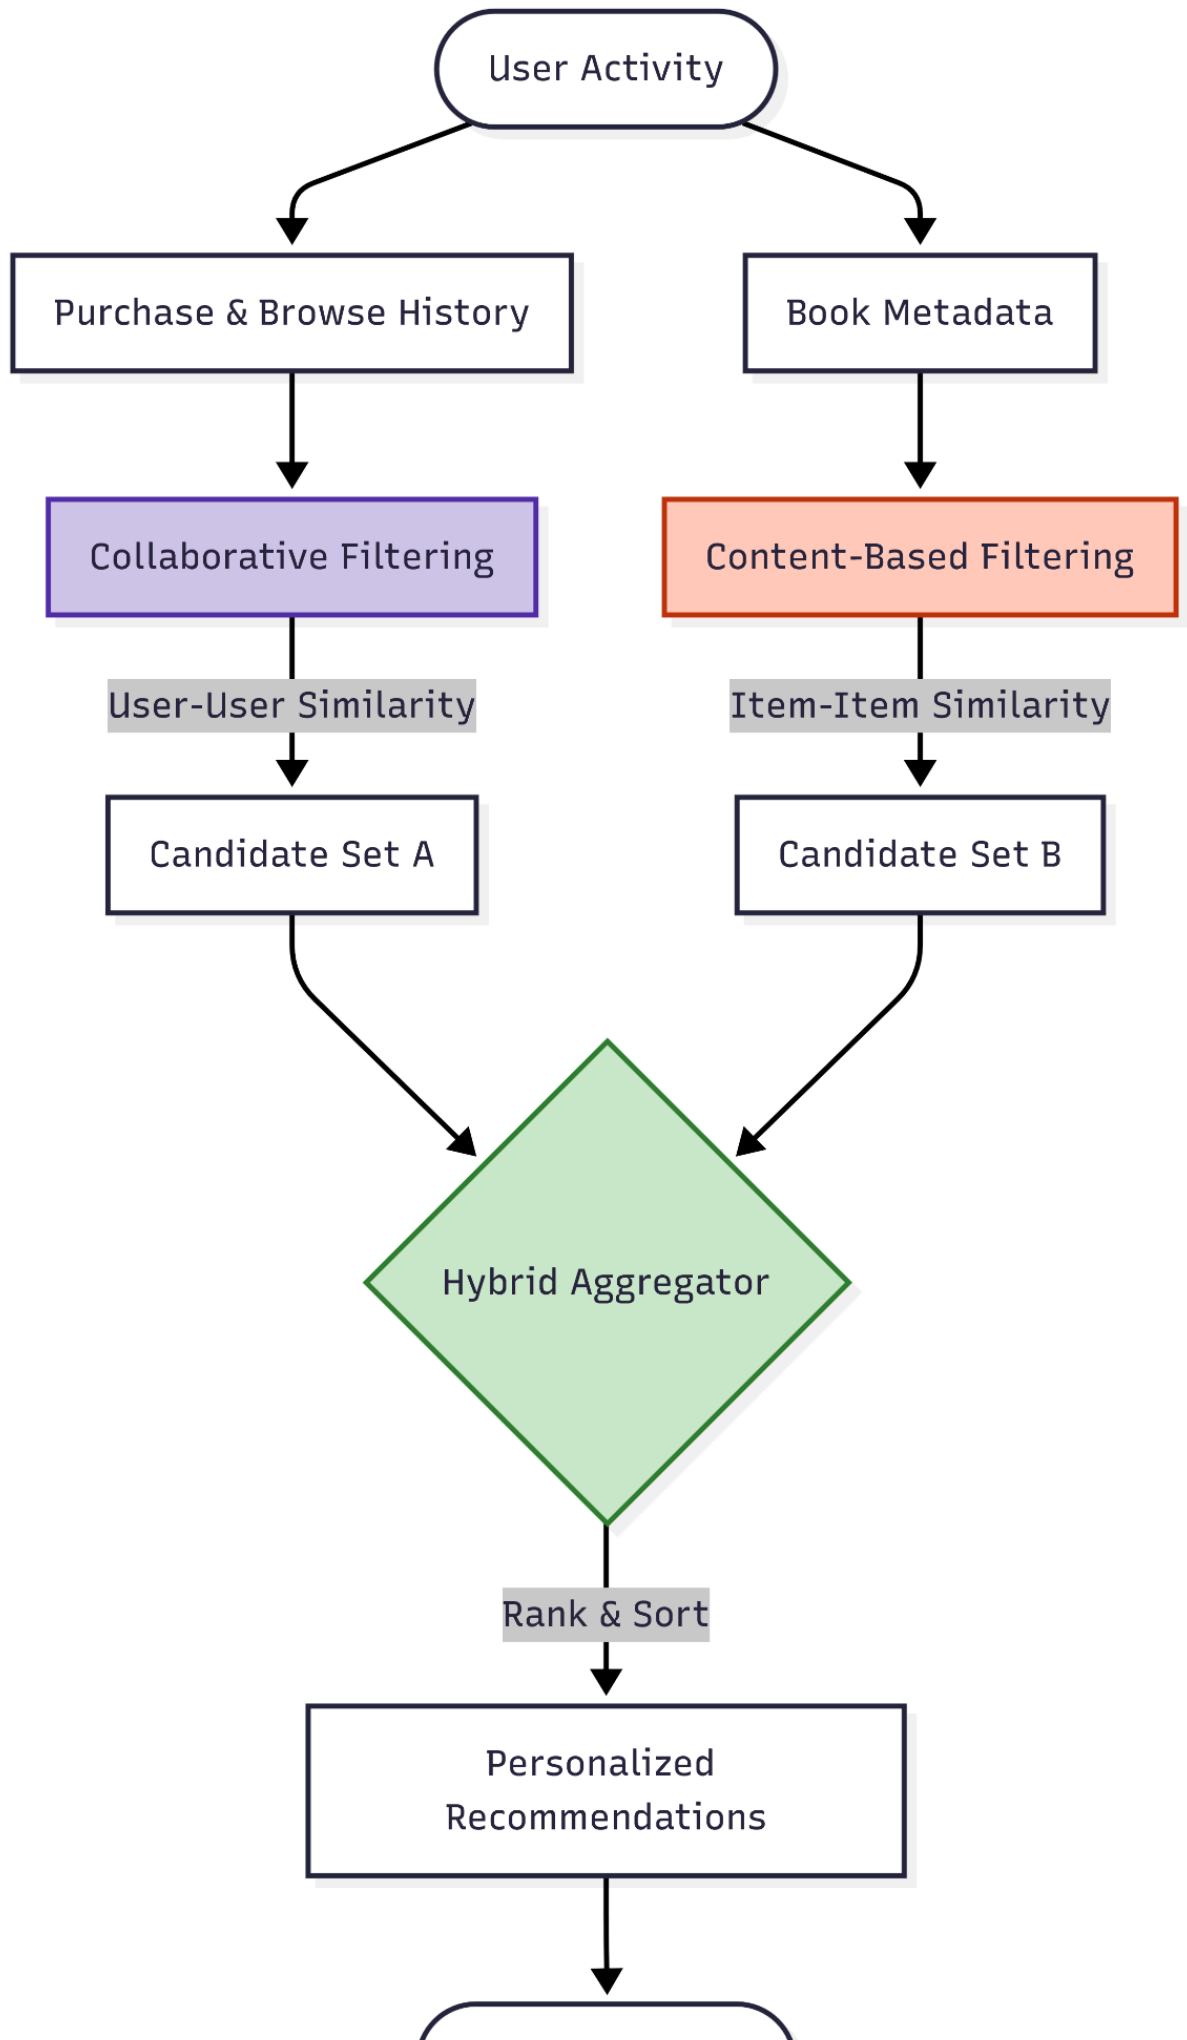 User Activity
Purchase & Browse History
Book Metadata
Collaborative Filtering
Content-Based Filtering
User-User Similarity
Item-Item Similarity
Candidate Set A
Candidate Set B
Hybrid Aggregator
Rank & Sort
Personalized
Recommendations